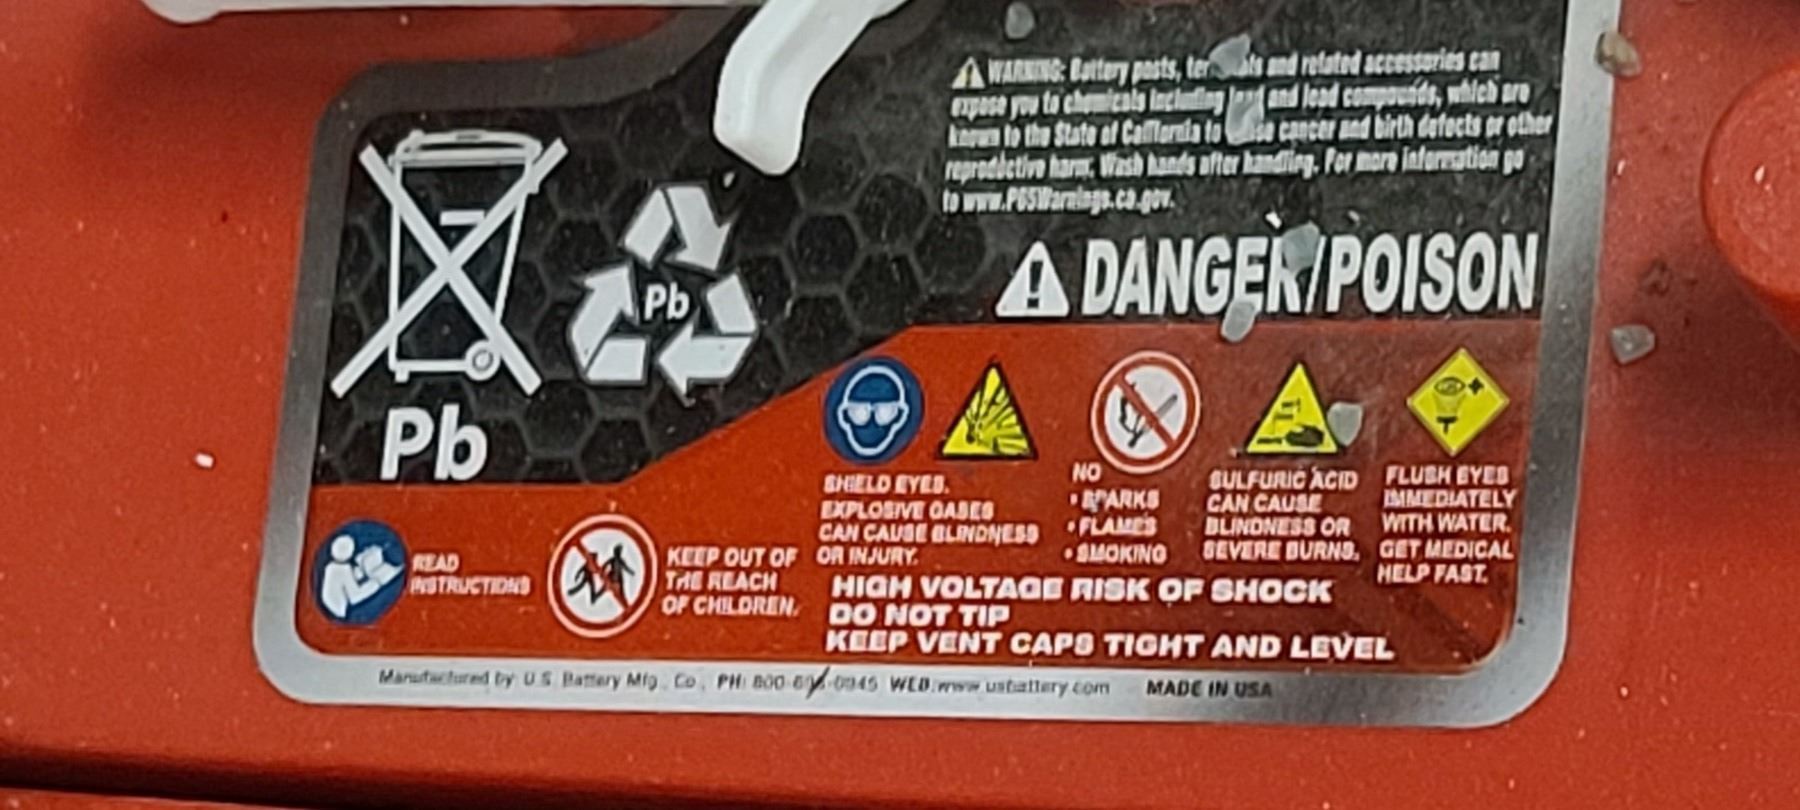 WARNING: Battery posts, terminals and related accessories can
expose you to chemicals including lead and lead compounds, which are
known to the State of California to cause cancer and birth defects or other
reproductive harm. Wash hands after handling. For more information go
to www.P65Warnings.ca.gov.
DANGER/POISON
Pb
Pb
SHIELD EYES.
EXPLOSIVE GASES
CAN CAUSE BLINDNESS
OR INJURY.
NO
• SPARKS
• FLAMES
• SMOKING
SULFURIC ACID
CAN CAUSE
BLINDNESS OR
SEVERE BURNS.
FLUSH EYES
IMMEDIATELY
WITH WATER.
GET MEDICAL
HELP FAST.
READ
INSTRUCTIONS
KEEP OUT OF
THE REACH
OF CHILDREN.
HIGH VOLTAGE RISK OF SHOCK
DO NOT TIP
KEEP VENT CAPS TIGHT AND LEVEL
Manufactured by U.S. Battery Mfg. Co. PH: WEB:www.usbattery.com MADE IN USA